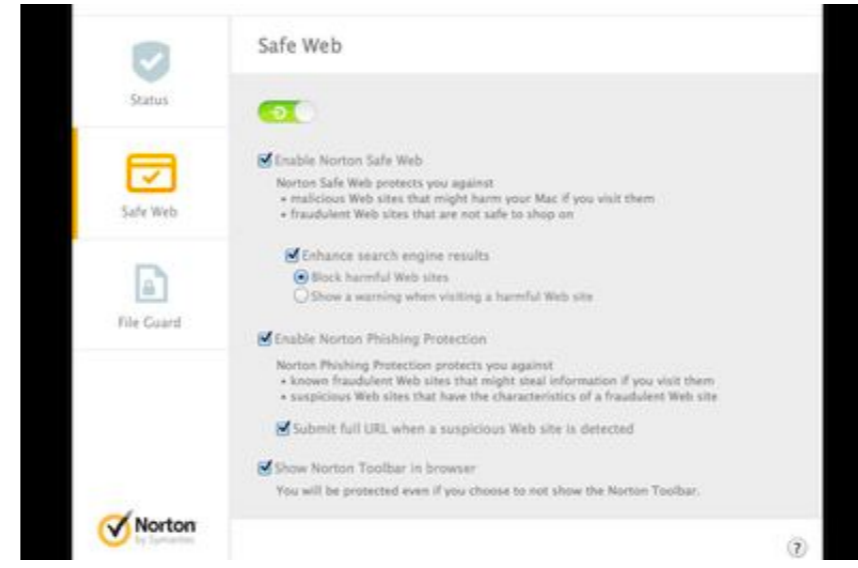 Safe Web
Status
Enable Norton Safe Web
Norton Safe Web protects you against
• malicious Web sites that might harm your Mac if you visit them
• fraudulent Web sites that are not safe to shop on
Safe Web
Enhance search engine results
Block harmful Web sites
Show a warning when visiting a harmful Web site
File Guard
Enable Norton Phishing Protection
Norton Phishing Protection protects you against
• known fraudulent Web sites that might steal information if you visit them
• suspicious Web sites that have the characteristics of a fraudulent Web site
Submit full URL when a suspicious Web site is detected
Show Norton Toolbar in browser
You will be protected even if you choose to not show the Norton Toolbar.
Norton
by Symantec
?